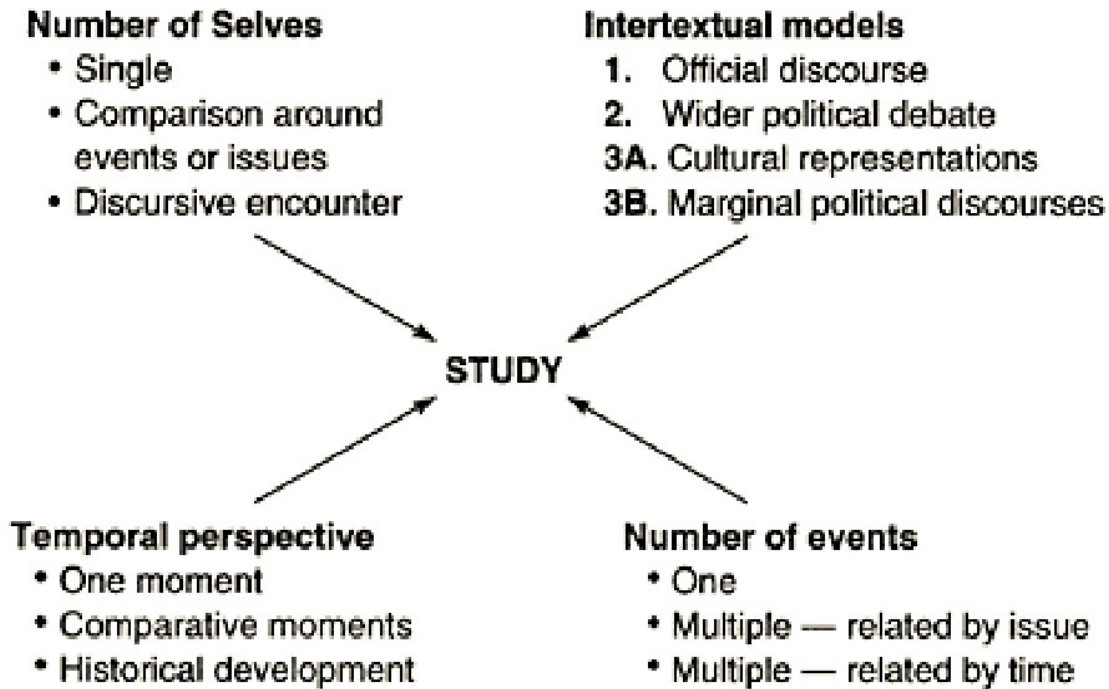 Number of Selves
• Single
• Comparison around
events or issues
• Discursive encounter
Intertextual models
1. Official discourse
2. Wider political debate
3A. Cultural representations
3B. Marginal political discourses
STUDY
Temporal perspective
• One moment
• Comparative moments
• Historical development
Number of events
• One
• Multiple — related by issue
• Multiple — related by time